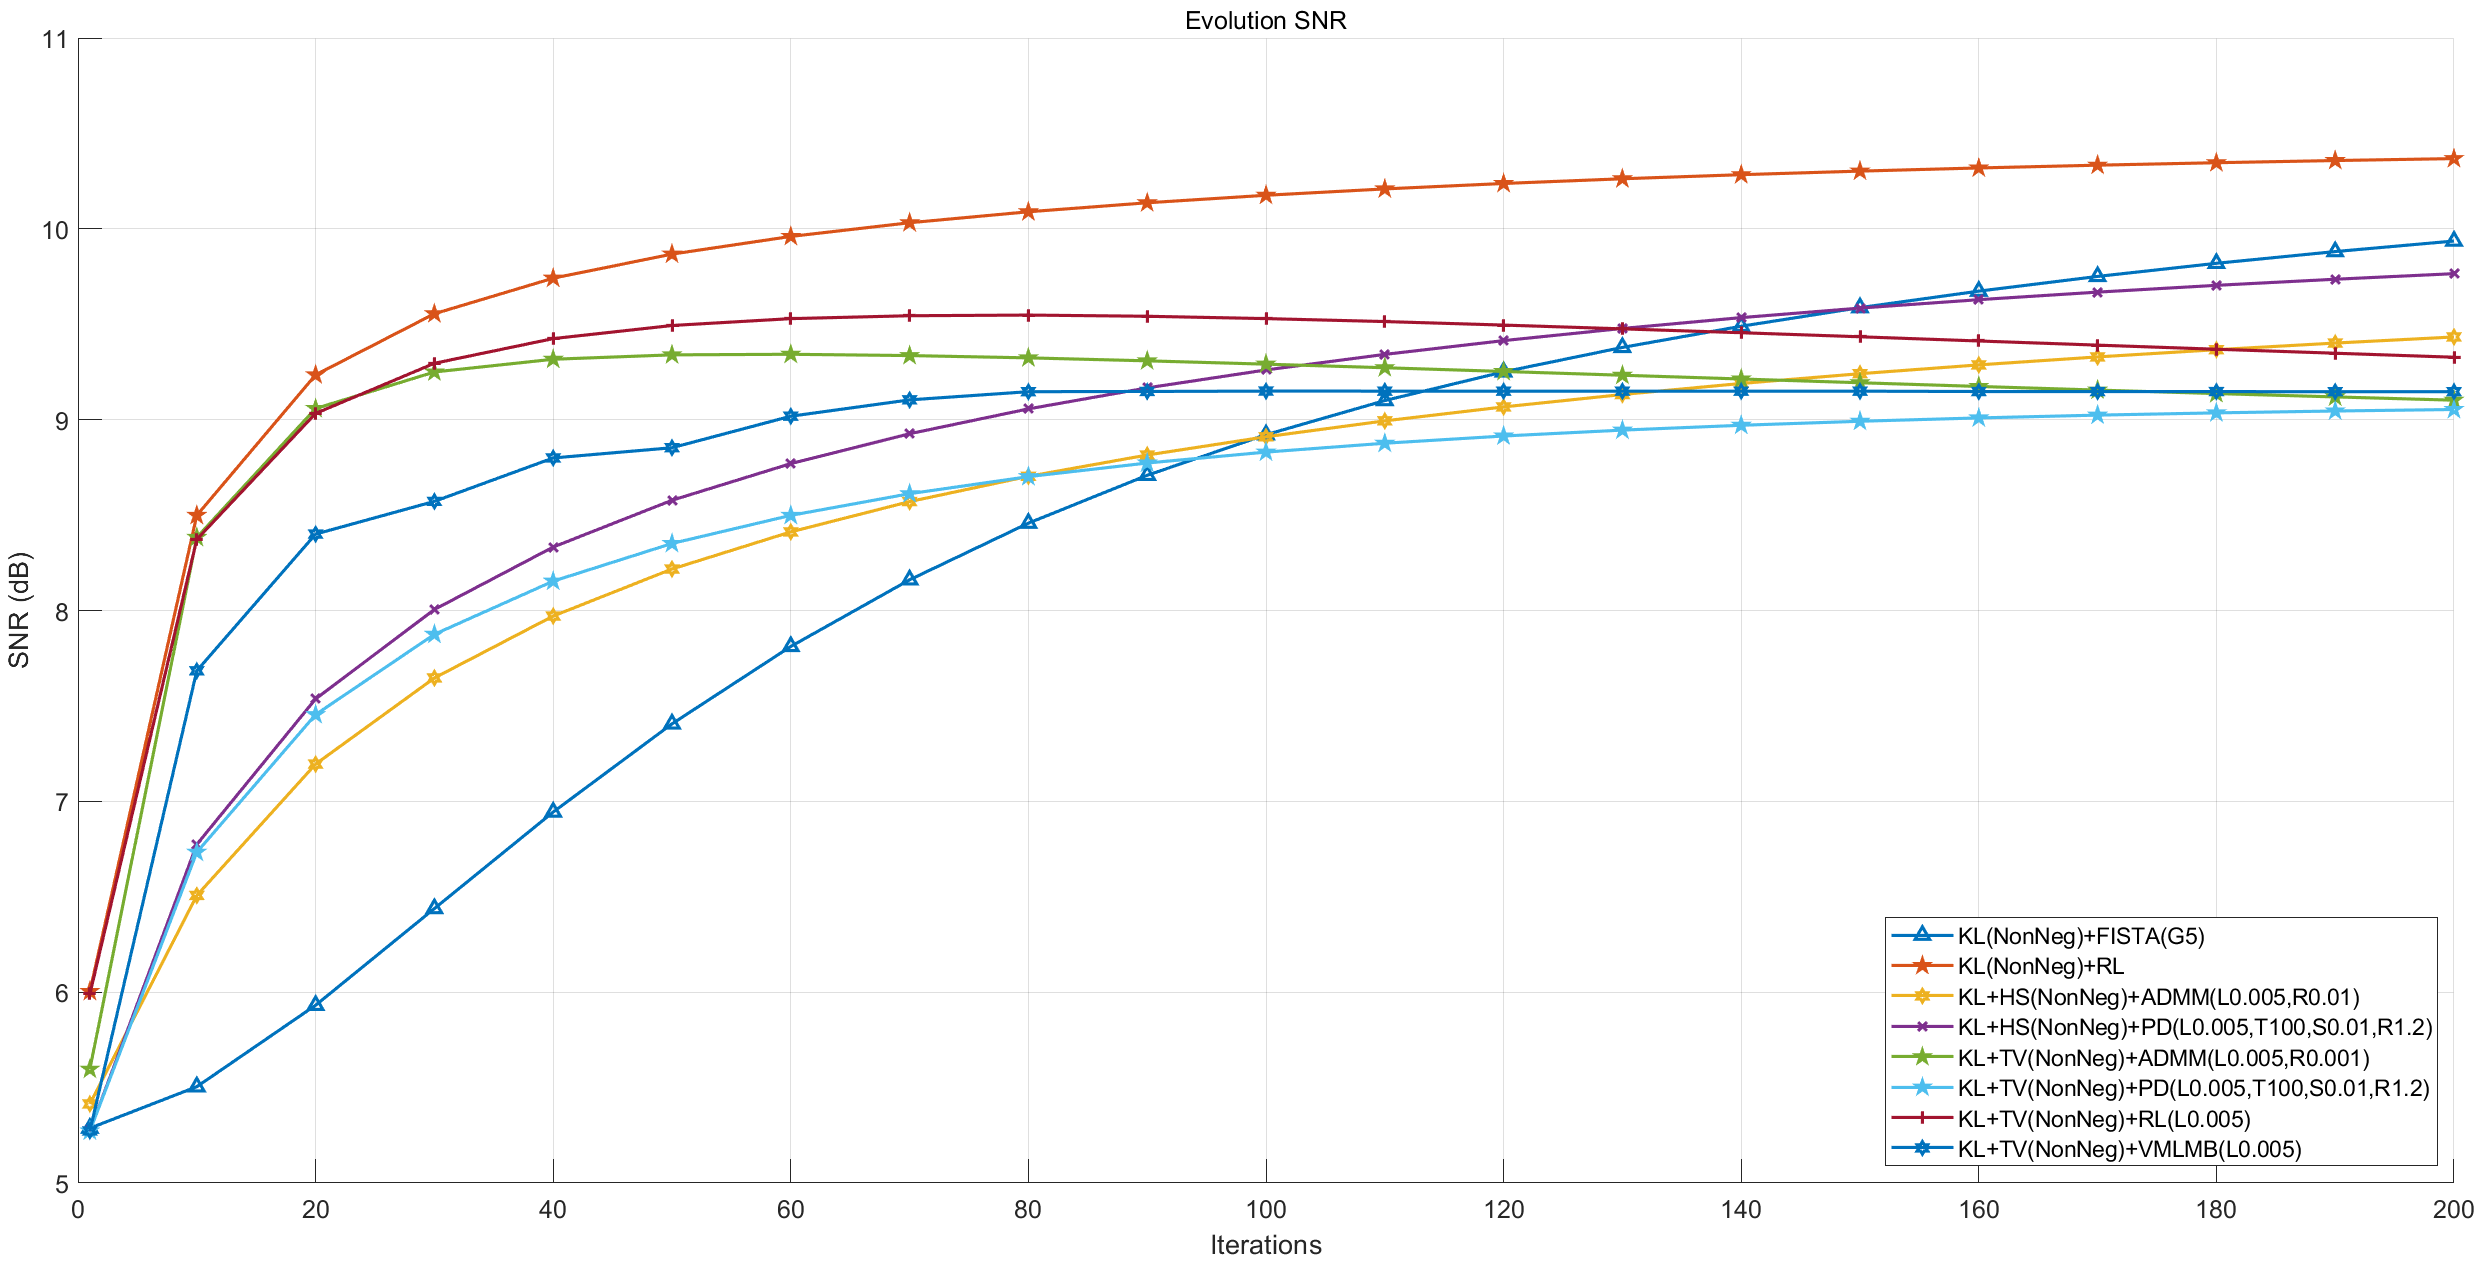 Evolution SNR
11
10
9
8
7
6
5
SNR (dB)
0 20 40 60 80 100 120 140 160 180 200
Iterations
KL(NonNeg)+FISTA(G5)
KL(NonNeg)+RL
KL+HS(NonNeg)+ADMM(L0.005,R0.01)
KL+HS(NonNeg)+PD(L0.005,T100,S0.01,R1.2)
KL+TV(NonNeg)+ADMM(L0.005,R0.001)
KL+TV(NonNeg)+PD(L0.005,T100,S0.01,R1.2)
KL+TV(NonNeg)+RL(L0.005)
KL+TV(NonNeg)+VMLMB(L0.005)